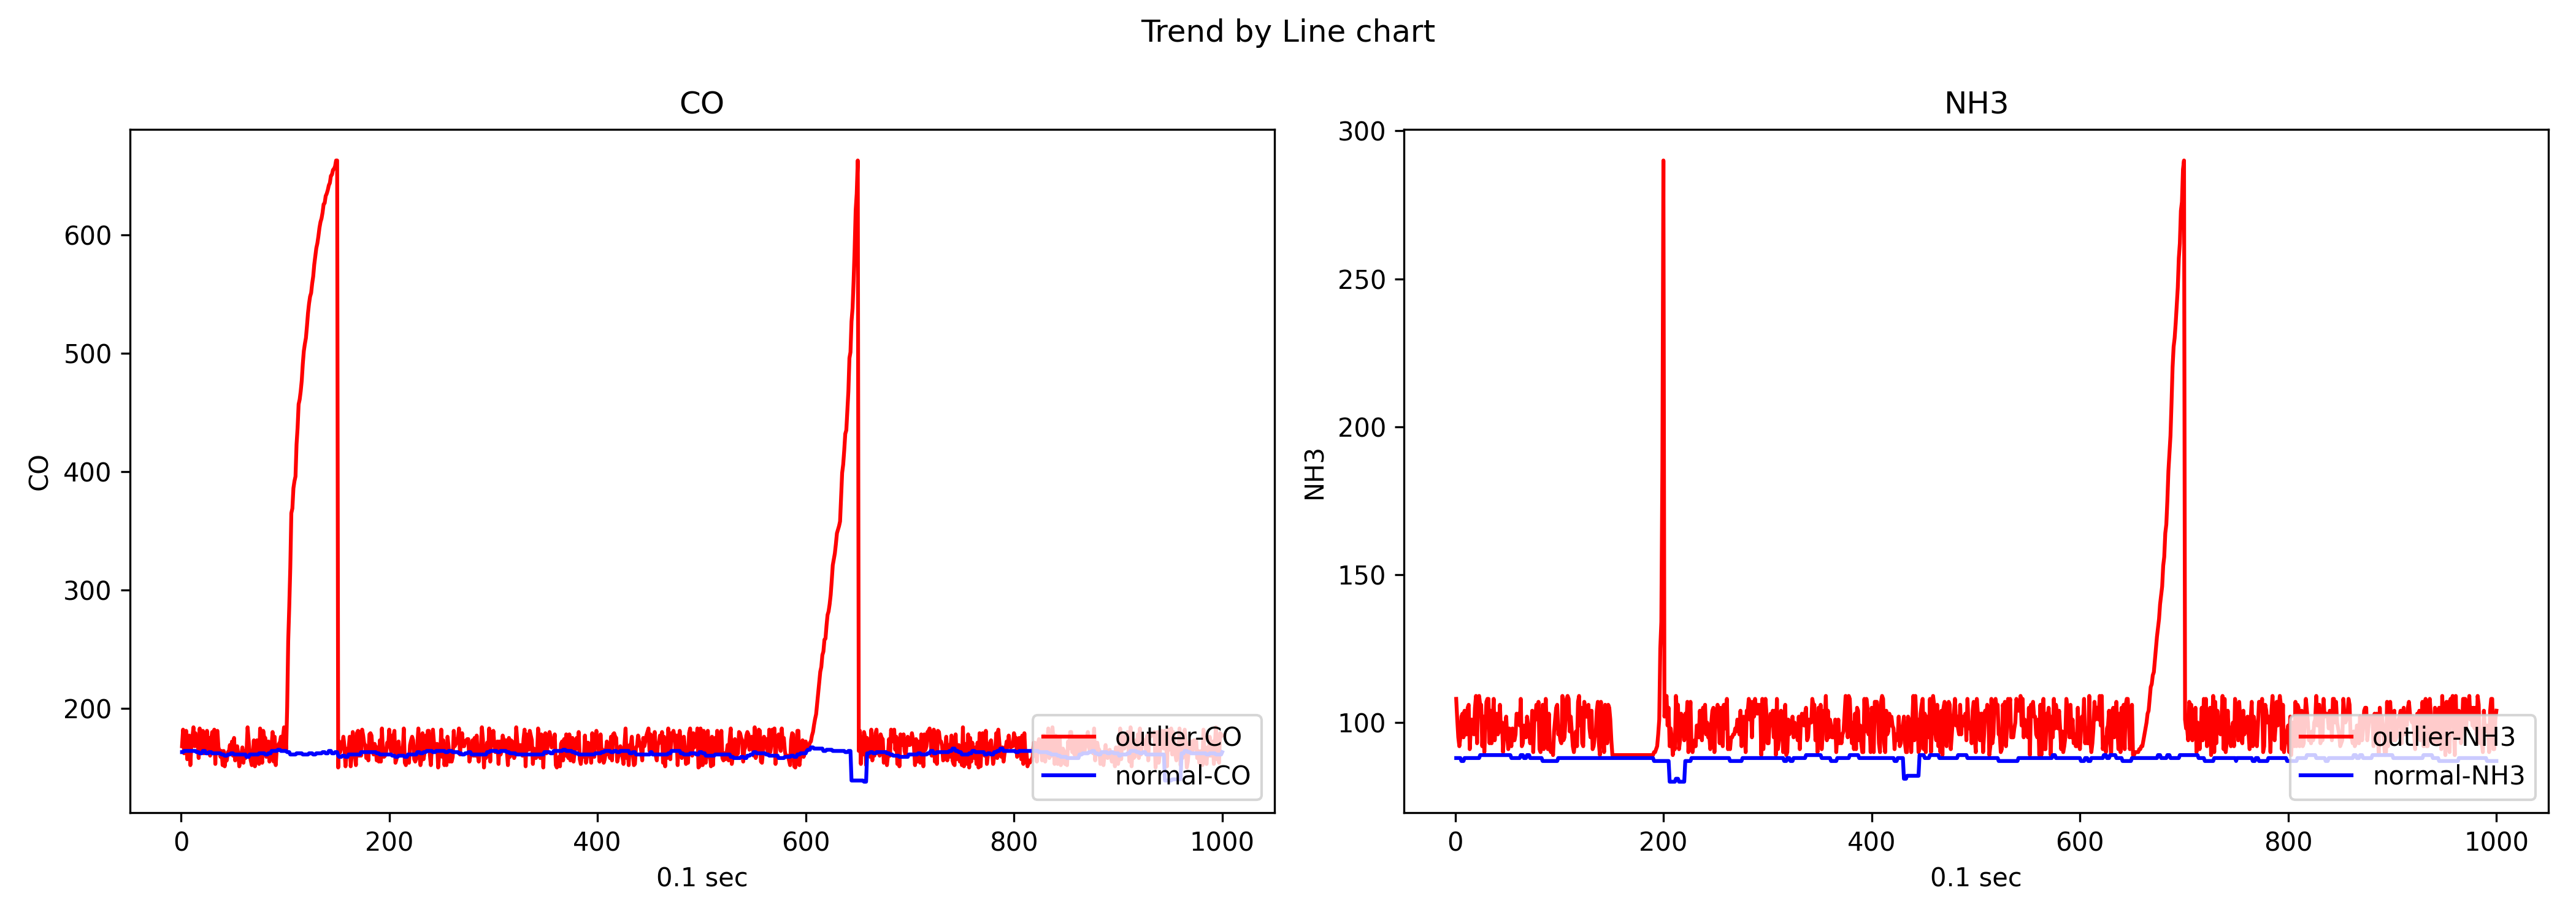 Trend by Line chart
CO
600
500
400
300
200
CO
0 200 400 600 800 1000
0.1 sec
outlier-CO
normal-CO
NH3
300
250
200
150
100
NH3
0 200 400 600 800 1000
0.1 sec
outlier-NH3
normal-NH3